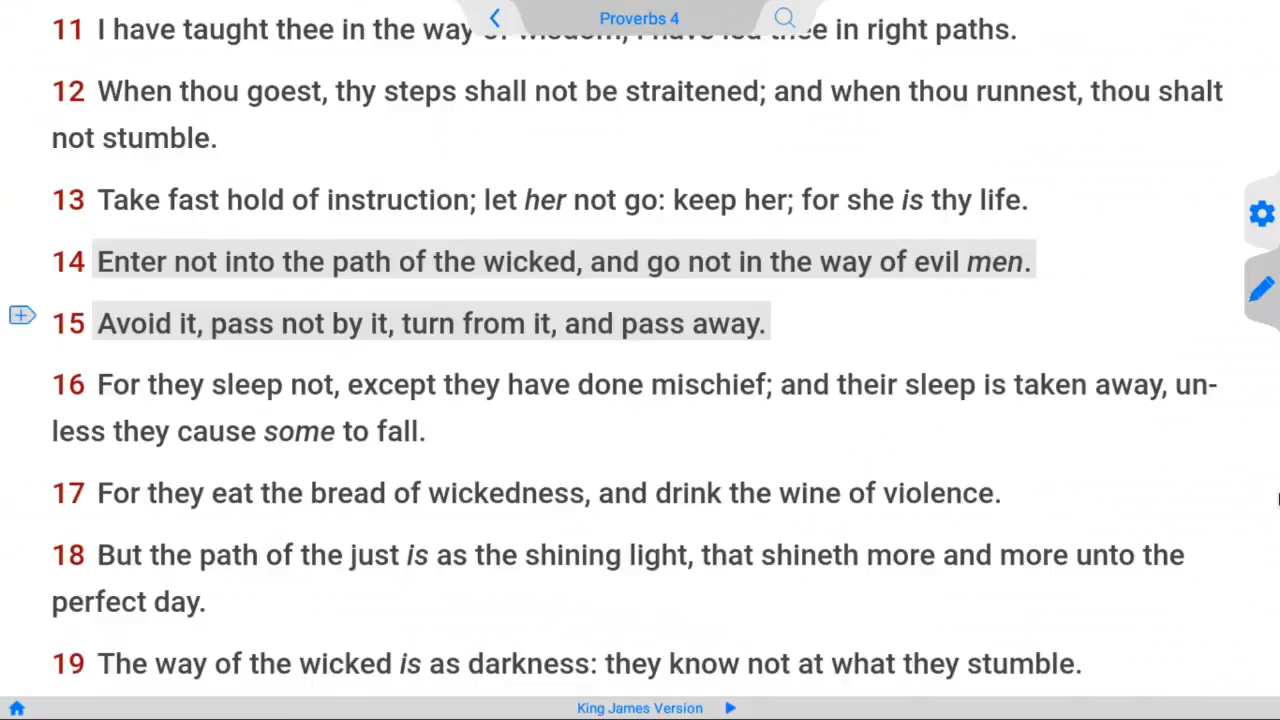 Proverbs 4
11 I have taught thee in the way of wisdom; I have led thee in right paths.
12 When thou goest, thy steps shall not be straitened; and when thou runnest, thou shalt
not stumble.
13 Take fast hold of instruction; let her not go: keep her; for she is thy life.
14 Enter not into the path of the wicked, and go not in the way of evil men.
15 Avoid it, pass not by it, turn from it, and pass away.
16 For they sleep not, except they have done mischief; and their sleep is taken away, un-
less they cause some to fall.
17 For they eat the bread of wickedness, and drink the wine of violence.
18 But the path of the just is as the shining light, that shineth more and more unto the
perfect day.
19 The way of the wicked is as darkness: they know not at what they stumble.
King James Version